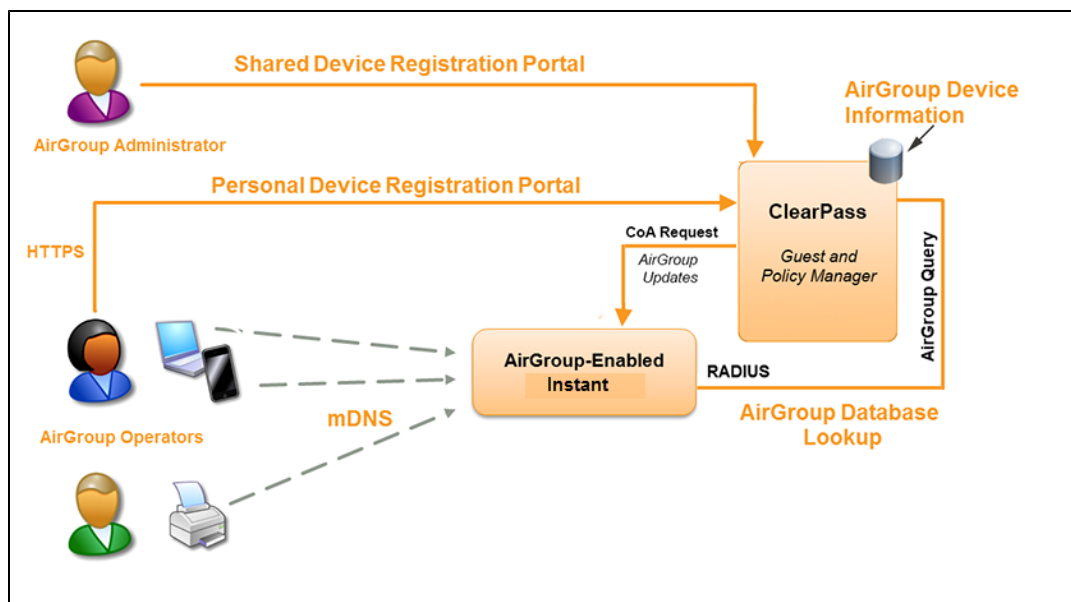 Shared Device Registration Portal
AirGroup Device
Information
AirGroup Administrator
Personal Device Registration Portal
ClearPass
Guest and
Policy Manager
CoA Request
AirGroup
Updates
HTTPS
AirGroup Query
AirGroup-Enabled
Instant
RADIUS
mDNS
AirGroup Database
Lookup
AirGroup Operators